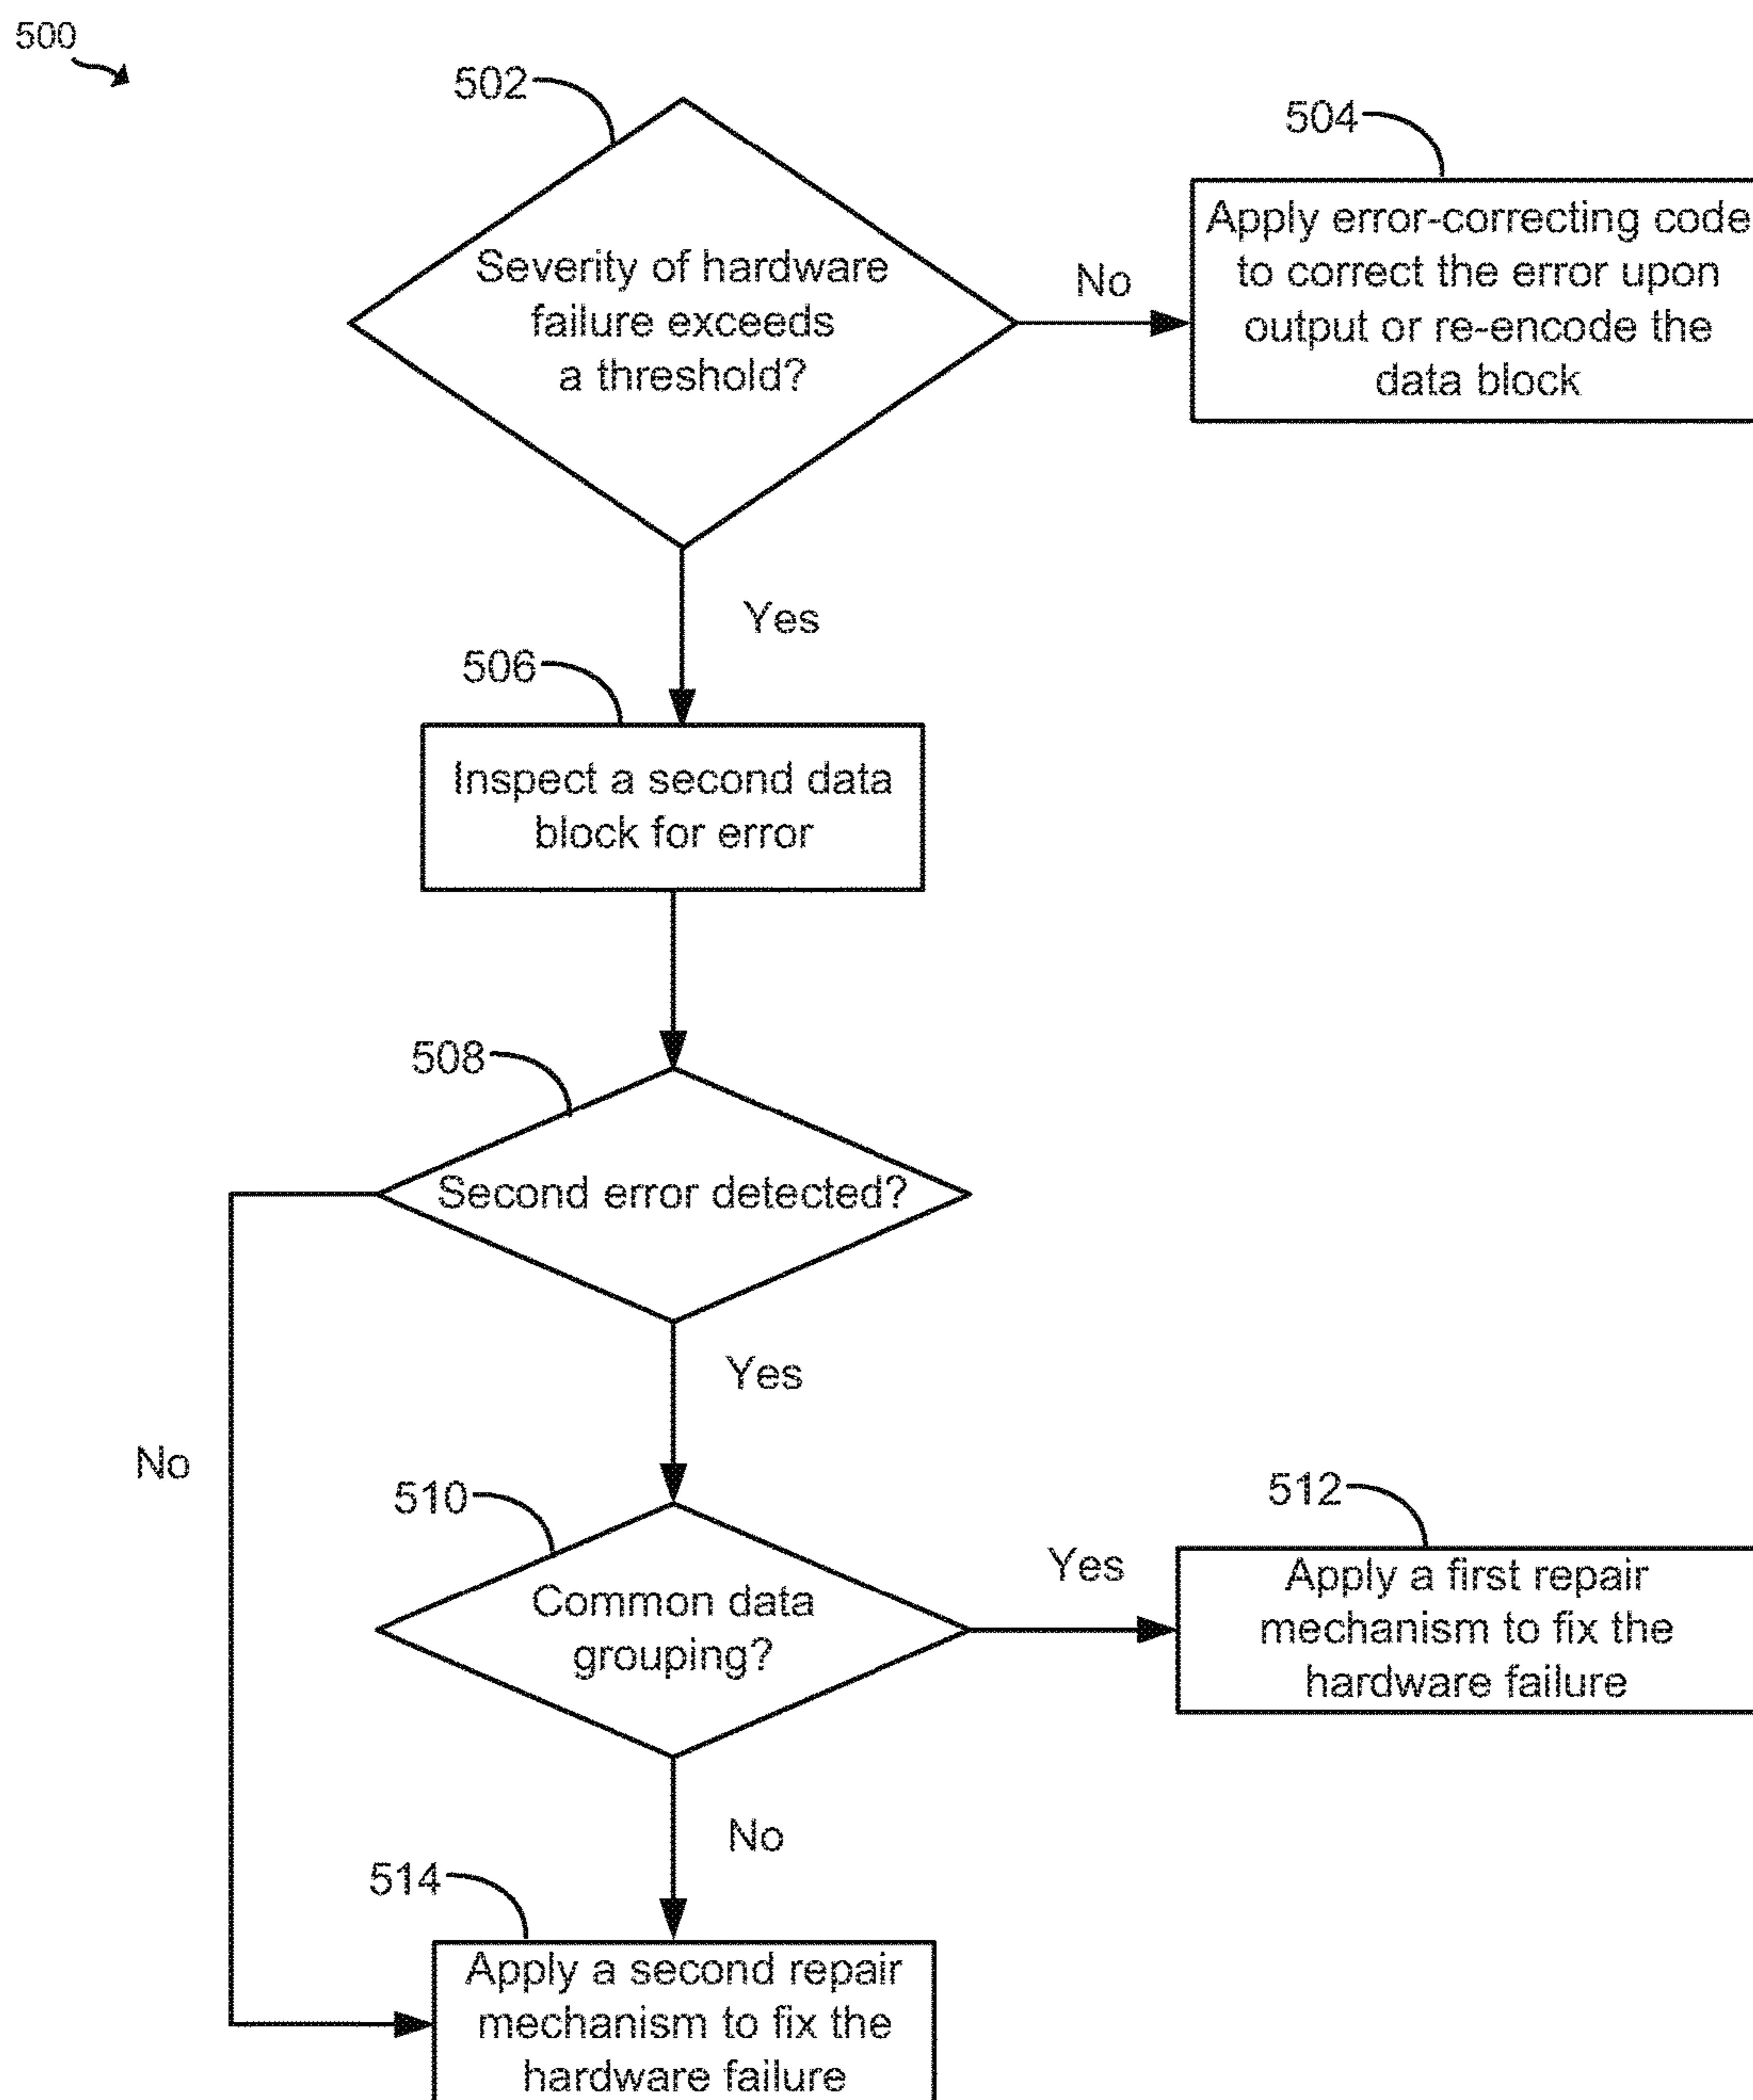 500
502
504
Severity of hardware
failure exceeds
a threshold?
No
Apply error-correcting code
to correct the error upon
output or re-encode the
data block
Yes
506
Inspect a second data
block for error
508
Second error detected?
Yes
No
510
512
Common data
grouping?
Yes
Apply a first repair
mechanism to fix the
hardware failure
No
514
Apply a second repair
mechanism to fix the
hardware failure